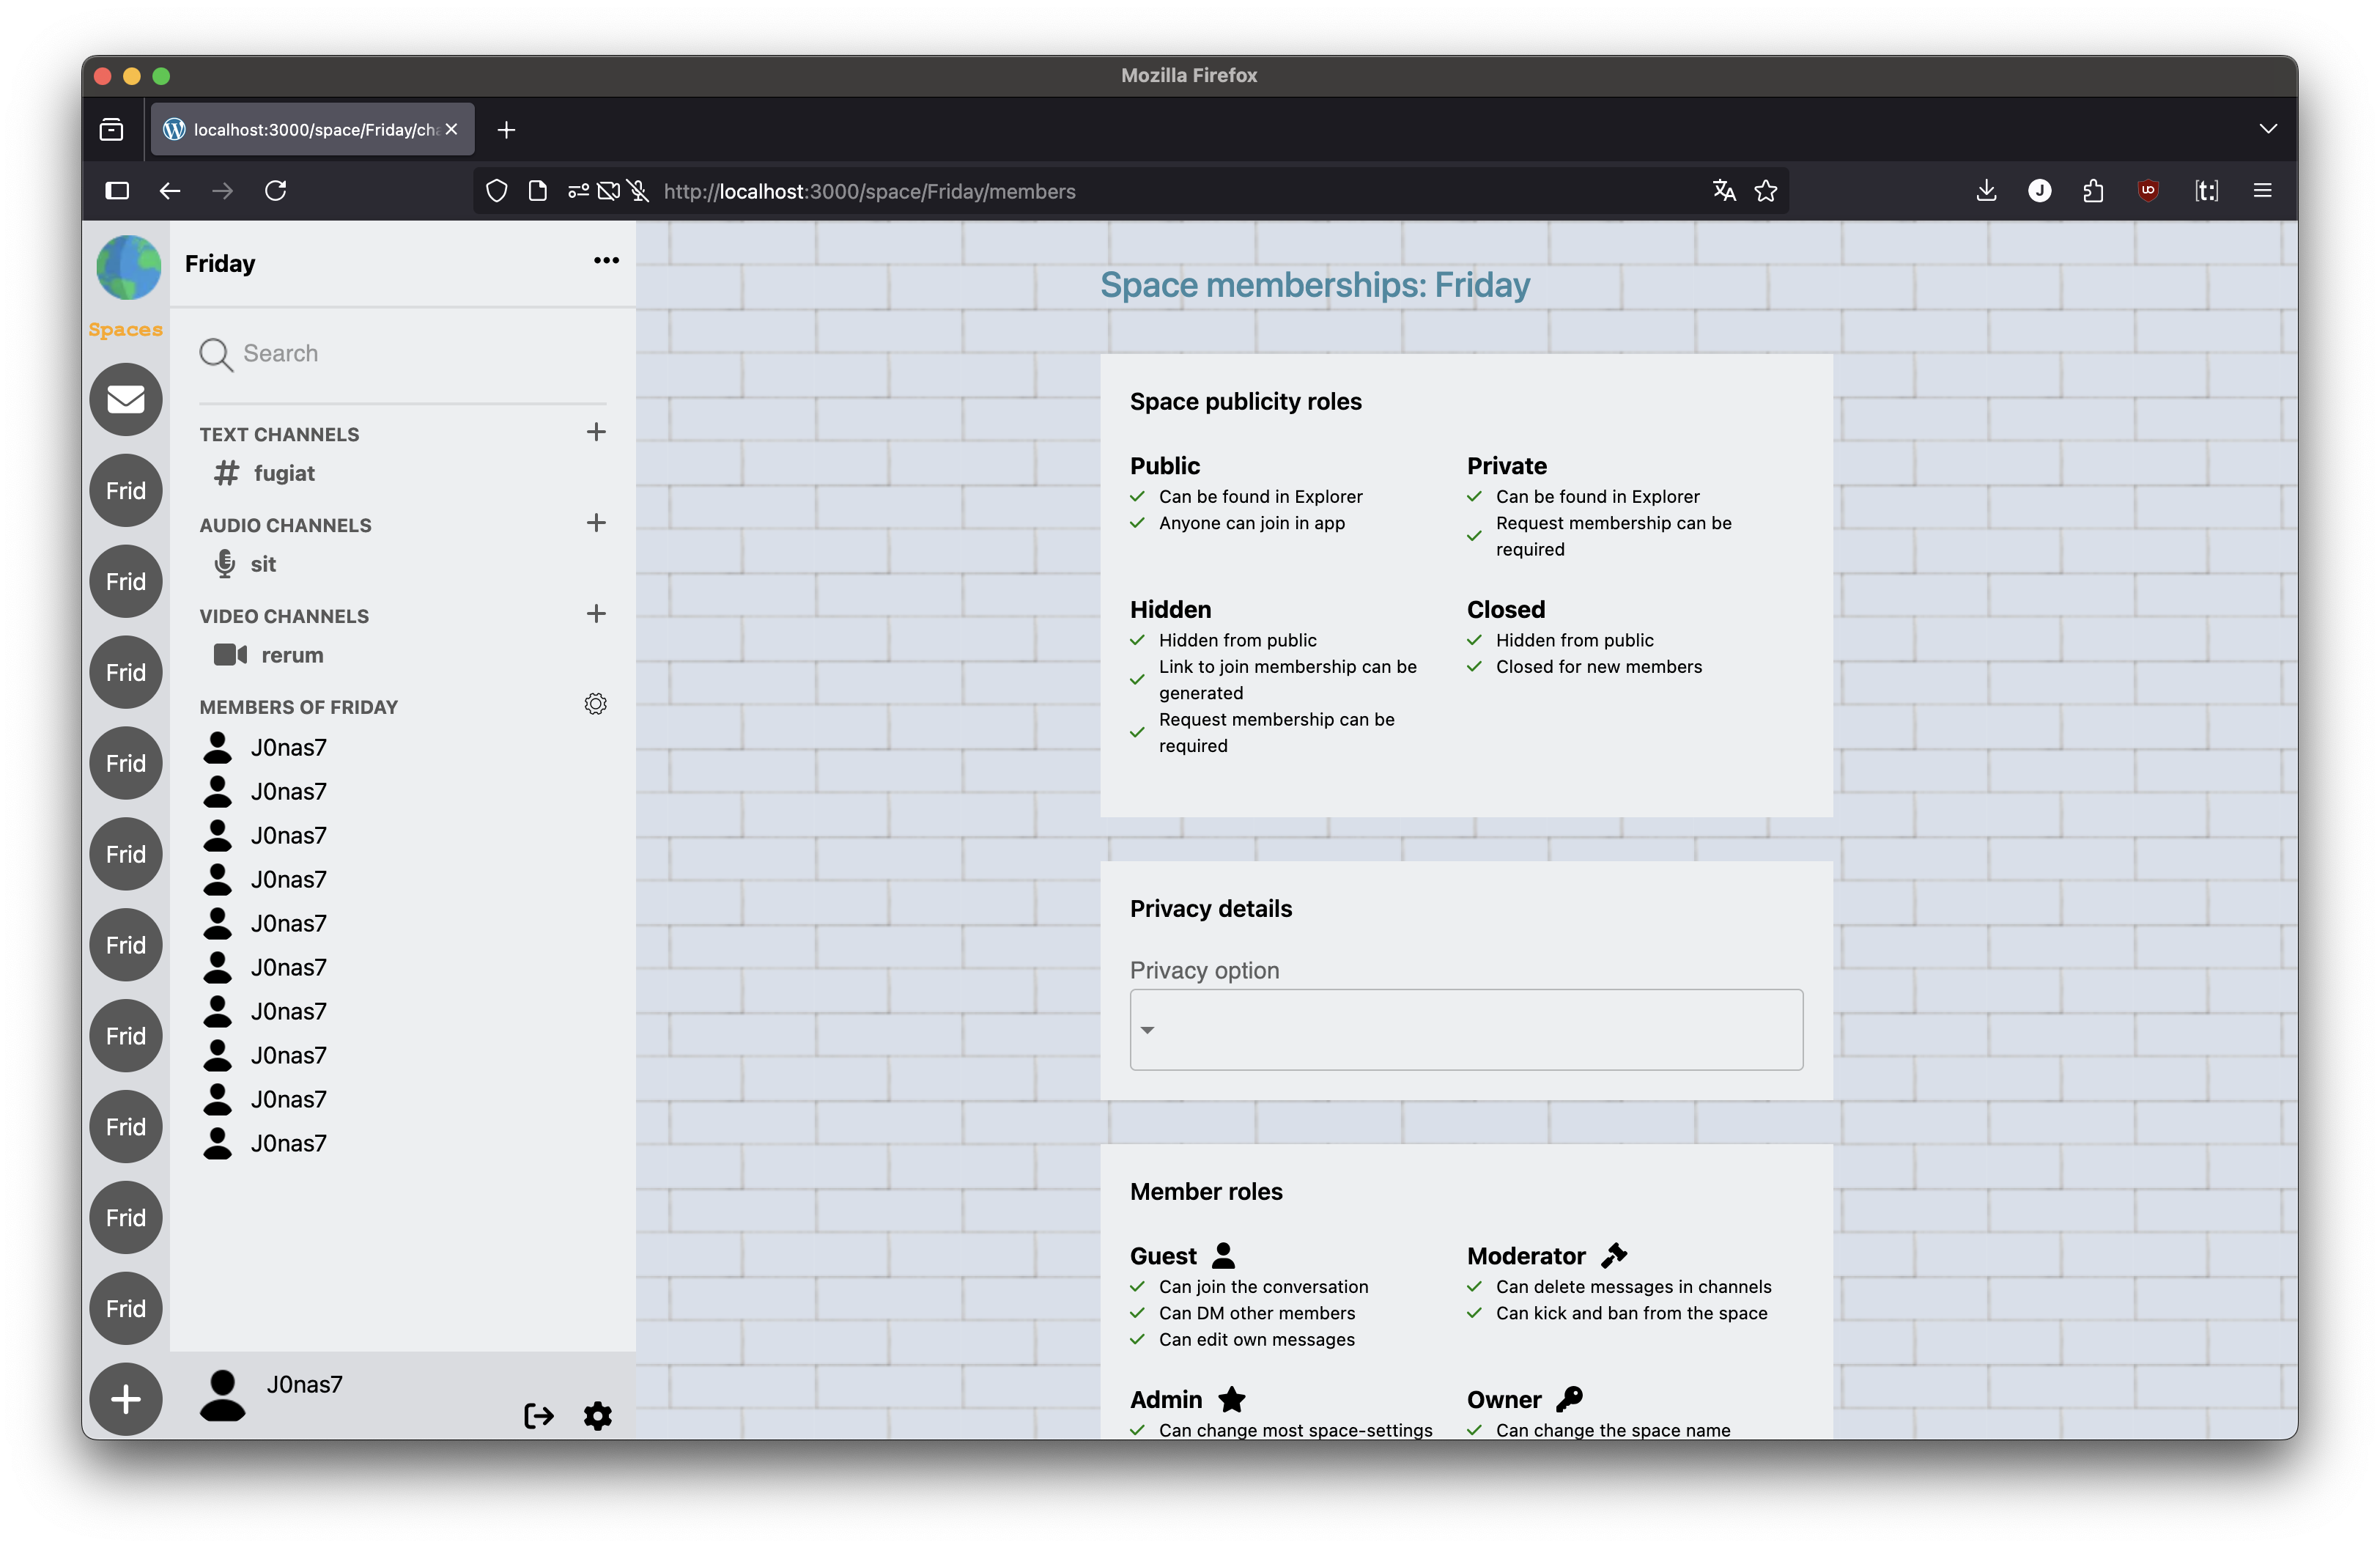 Mozilla Firefox
localhost:3000/space/Friday/cha
http://localhost:3000/space/Friday/members
J
UD
[t:]
Spaces
Frid
Frid
Frid
Frid
Frid
Frid
Frid
Frid
Frid
Frid
Friday
Search
TEXT CHANNELS
fugiat
AUDIO CHANNELS
sit
VIDEO CHANNELS
rerum
MEMBERS OF FRIDAY
J0nas7
J0nas7
J0nas7
J0nas7
J0nas7
J0nas7
J0nas7
J0nas7
J0nas7
J0nas7
J0nas7
Space memberships: Friday
Space publicity roles
Public
Can be found in Explorer
Anyone can join in app
Private
Can be found in Explorer
Request membership can be
required
Hidden
Hidden from public
Link to join membership can be
generated
Request membership can be
required
Closed
Hidden from public
Closed for new members
Privacy details
Privacy option
Member roles
Guest
Can join the conversation
Can DM other members
Can edit own messages
Moderator
Can delete messages in channels
Can kick and ban from the space
Admin
Can change most space-settings
Owner
Can change the space name